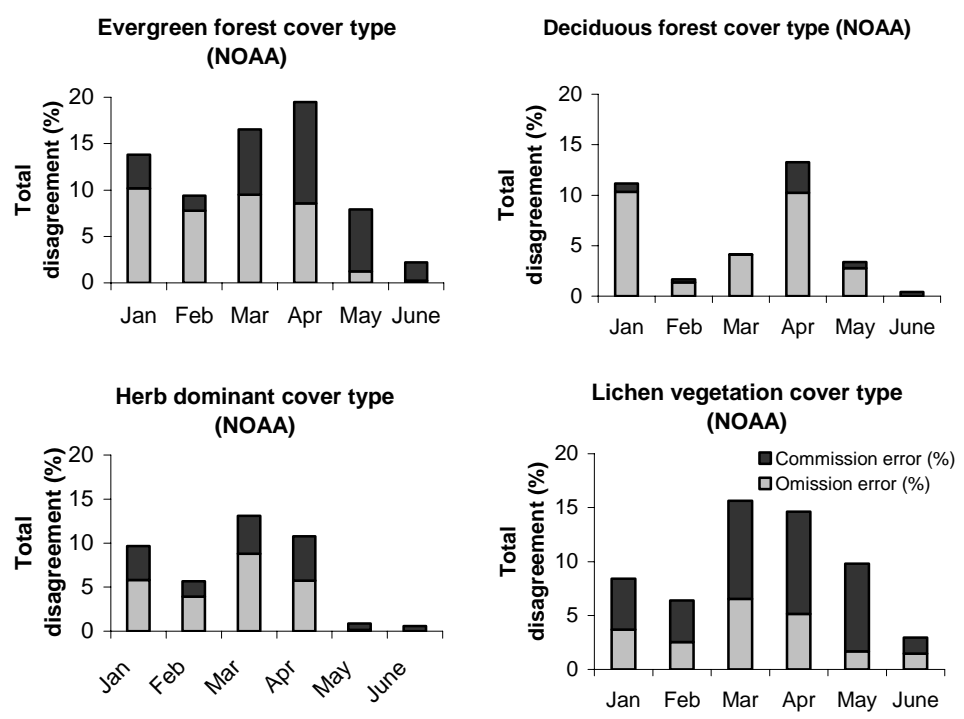 Evergreen forest cover type
(NOAA)
Total
disagreement (%)
20
15
10
5
0
Jan Feb Mar Apr May June
Deciduous forest cover type (NOAA)
Total
disagreement (%)
20
15
10
5
0
Jan Feb Mar Apr May June
Herb dominant cover type
(NOAA)
Total
disagreement (%)
20
15
10
5
0
Jan Feb Mar Apr May June
Lichen vegetation cover type
(NOAA)
Total
disagreement (%)
20
15
10
5
0
Commission error (%)
Omission error (%)
Jan Feb Mar Apr May June